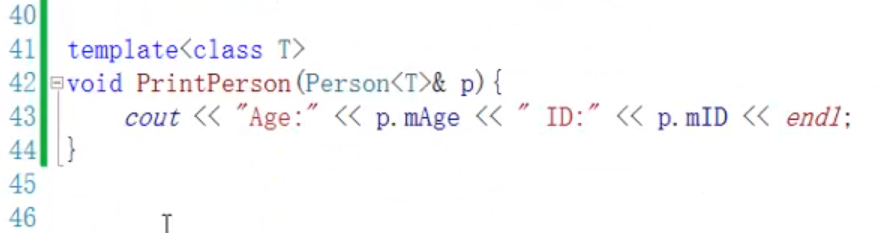 40
41 template<class T>
42 void PrintPerson(Person<T>& p){
43 cout << "Age:" << p.mAge << " ID:" << p.mID << endl;
44 }
45
46